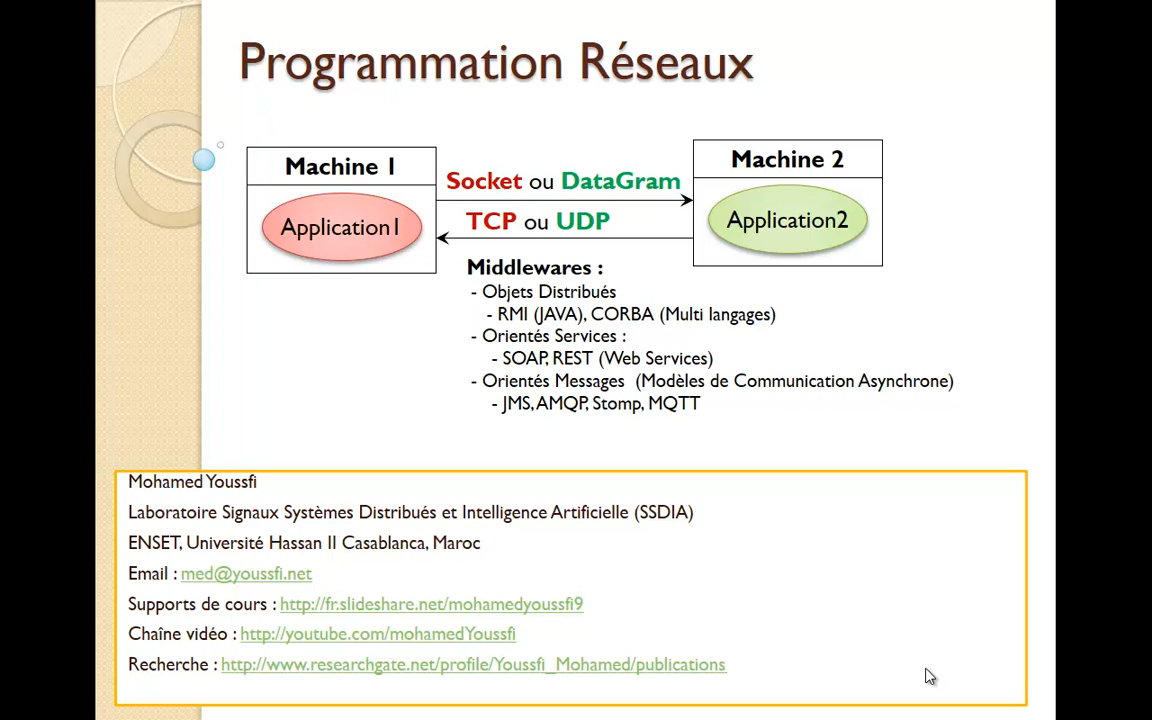 Programmation Réseaux
Machine 1
Application1
Socket ou DataGram
TCP ou UDP
Machine 2
Application2
Middlewares :
- Objets Distribués
- RMI (JAVA), CORBA (Multi langages)
- Orientés Services :
- SOAP, REST (Web Services)
- Orientés Messages (Modèles de Communication Asynchrone)
- JMS, AMQP, Stomp, MQTT
Mohamed Youssfi
Laboratoire Signaux Systèmes Distribués et Intelligence Artificielle (SSDIA)
ENSET, Université Hassan II Casablanca, Maroc
Email : med@youssfi.net
Supports de cours : http://fr.slideshare.net/mohamedyoussfi9
Chaîne vidéo : http://youtube.com/mohamedYoussfi
Recherche : http://www.researchgate.net/profile/Youssfi_Mohamed/publications